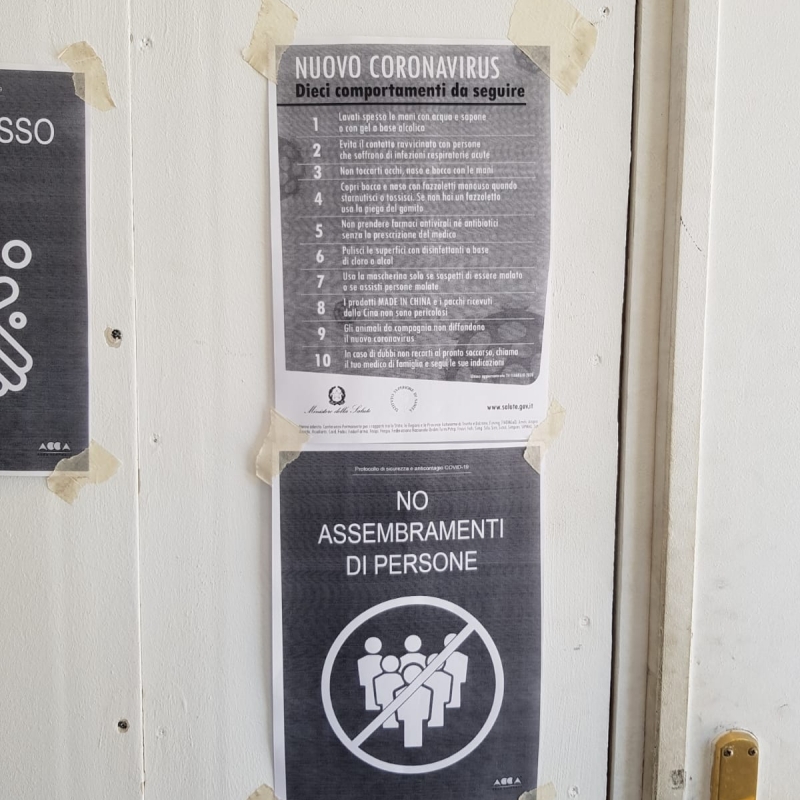 SSO
ACCA
NUOVO CORONAVIRUS
Dieci comportamenti da seguire
1 Lavati spesso le mani con acqua e sapone
o con gel a base alcolica
2 Evita il contatto ravvicinato con persone
che soffrono di infezioni respiratorie acute
3 Non toccarti occhi, naso e bocca con le mani
4 Copri bocca e naso con fazzoletti monouso quando
starnutisci o tossisci. Se non hai un fazzoletto
usa la piega del gomito
5 Non prendere farmaci antivirali né antibiotici
senza la prescrizione del medico
6 Pulisci le superfici con disinfettanti a base
di cloro o alcol
7 Usa la mascherina solo se sospetti di essere malato
o se assisti persone malate
8 I prodotti MADE IN CHINA e i pacchi ricevuti
dalla Cina non sono pericolosi
9 Gli animali da compagnia non diffondono
il nuovo coronavirus
10 In caso di dubbi non recarti al pronto soccorso, chiama
il tuo medico di famiglia e segui le sue indicazioni
Ministero della Salute
www.salute.gov.it
Protocollo di sicurezza e anticontagio COVID-19
NO
ASSEMBRAMENTI
DI PERSONE
ACCA